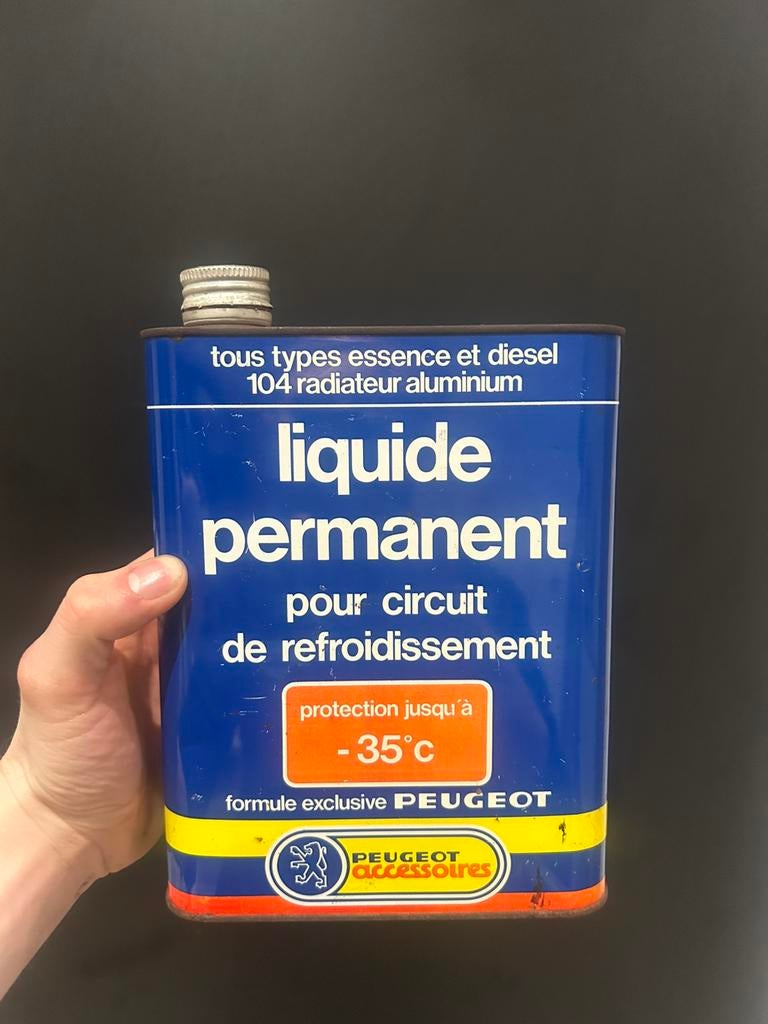 tous types essence et diesel
104 radiateur aluminium
liquide
permanent
pour circuit
de refroidissement
protection jusqu'à
-35°c
formule exclusive PEUGEOT
PEUGEOT
accessoires